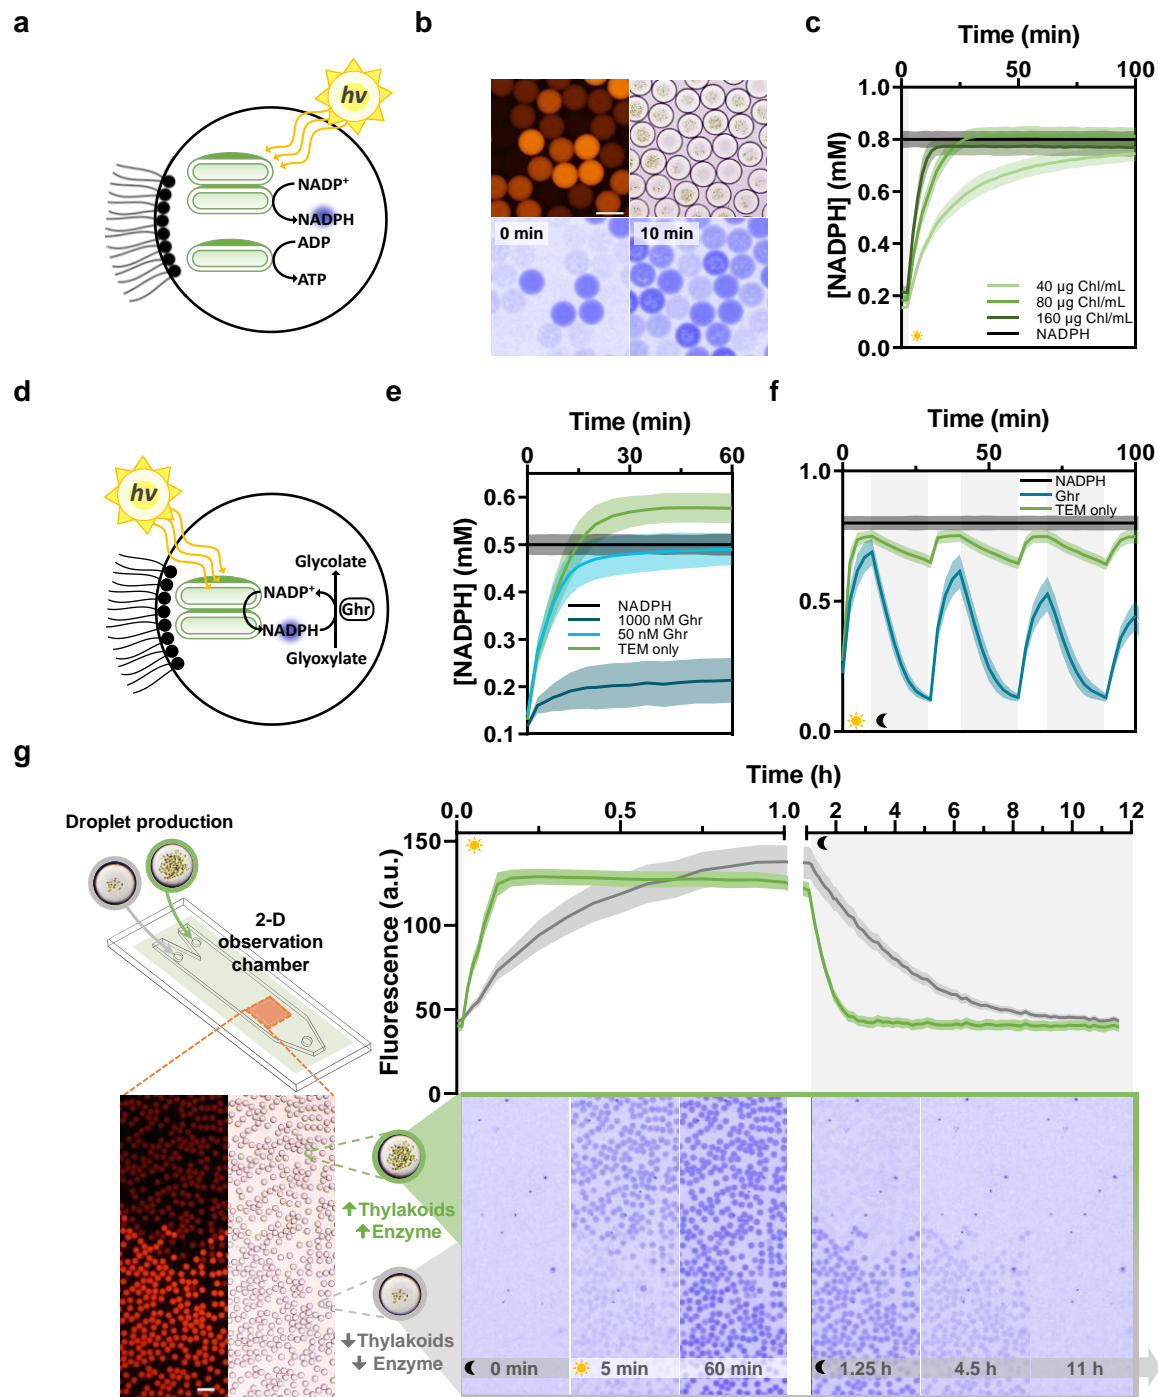 a
hv
NADP⁺
NADPH
ADP
ATP
b
0 min
10 min
c
Time (min)
0 50 100
[NADPH] (mM)
1.0
0.8
0.6
0.4
0.2
0.0
40 µg Chl/mL
80 µg Chl/mL
160 µg Chl/mL
NADPH
d
hv
Glycolate
NADP⁺
Ghr
NADPH
Glyoxylate
e
Time (min)
0 30 60
[NADPH] (mM)
0.6
0.5
0.4
0.3
0.2
0.1
NADPH
1000 nM Ghr
50 nM Ghr
TEM only
f
Time (min)
0 50 100
1.0
0.5
0.0
NADPH
Ghr
TEM only
g
Droplet production
2-D
observation
chamber
Time (h)
0.0 0.5 1.0 2 4 6 8 10 12
Fluorescence (a.u.)
150
100
50
0
Thylakoids
Enzyme
Thylakoids
Enzyme
0 min
5 min
60 min
1.25 h
4.5 h
11 h